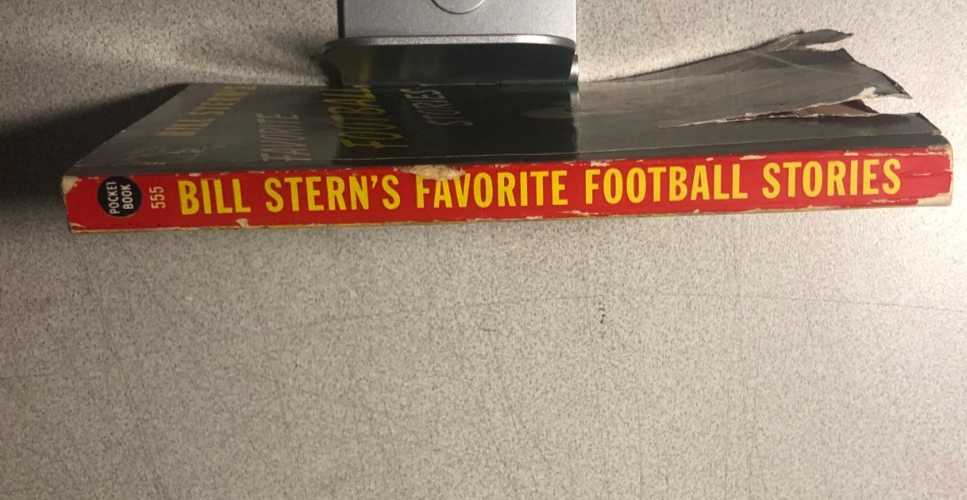 POCKET
BOOK
555
BILL STERN'S FAVORITE FOOTBALL STORIES
BILL STERN'S
FAVORITE
FOOTBALL
STORIES